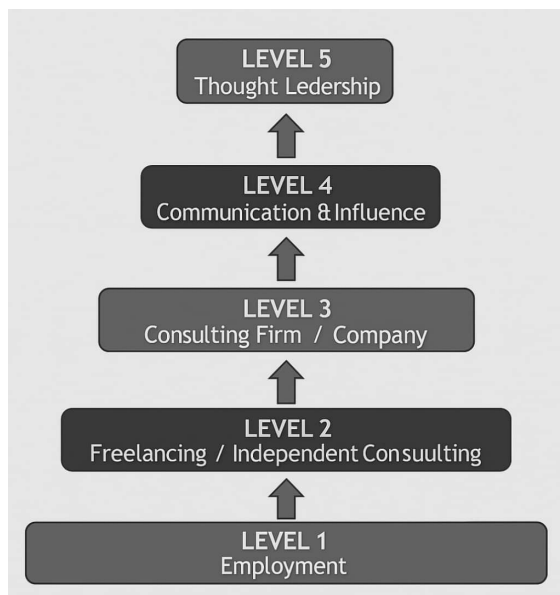 LEVEL 5
Thought Ledership
LEVEL 4
Communication & Influence
LEVEL 3
Consulting Firm / Company
LEVEL 2
Freelancing / Independent Consuulting
LEVEL 1
Employment